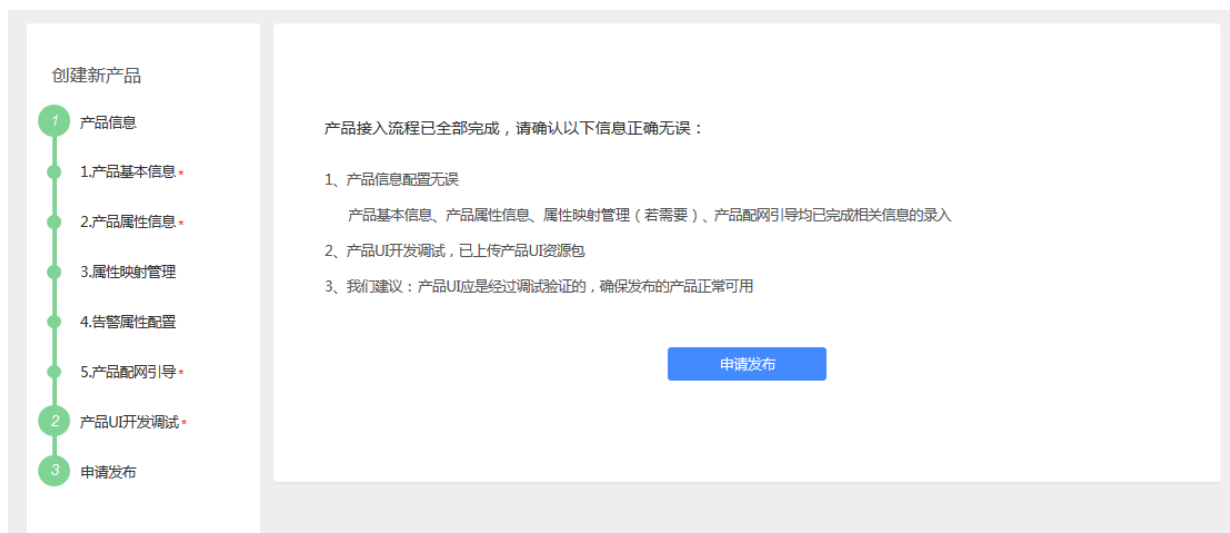 创建新产品
1 产品信息
1.产品基本信息*
2.产品属性信息*
3.属性映射管理
4.告警属性配置
5.产品配网引导*
2 产品UI开发调试*
3 申请发布
产品接入流程已全部完成，请确认以下信息正确无误：
1、产品信息配置无误
产品基本信息、产品属性信息、属性映射管理（若需要）、产品配网引导均已完成相关信息的录入
2、产品UI开发调试，已上传产品UI资源包
3、我们建议：产品UI应是经过调试验证的，确保发布的产品正常可用
申请发布